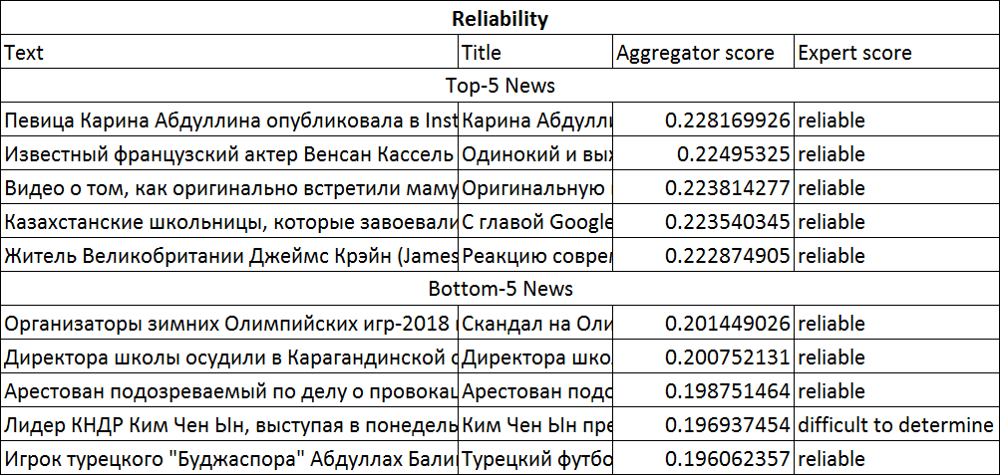 Reliability
Text Title Aggregator score Expert score
Top-5 News
Певица Карина Абдуллина опубликовала в Inst Карина Абдулли 0.228169926 reliable
Известный французский актер Венсан Кассель Одинокий и вых 0.22495325 reliable
Видео о том, как оригинально встретили маму Оригинальную 0.223814277 reliable
Казахстанские школьницы, которые завоевали С главой Google 0.223540345 reliable
Житель Великобритании Джеймс Крэйн (James Реакцию совре 0.222874905 reliable
Bottom-5 News
Организаторы зимних Олимпийских игр-2018 Скандал на Оли 0.201449026 reliable
Директора школы осудили в Карагандинской Директора шко 0.200752131 reliable
Арестован подозреваемый по делу о провокац Арестован подо 0.198751464 reliable
Лидер КНДР Ким Чен Ын, выступая в понедель Ким Чен Ын пре 0.196937454 difficult to determine
Игрок турецкого "Буджаспора" Абдуллах Бали Турецкий футбо 0.196062357 reliable